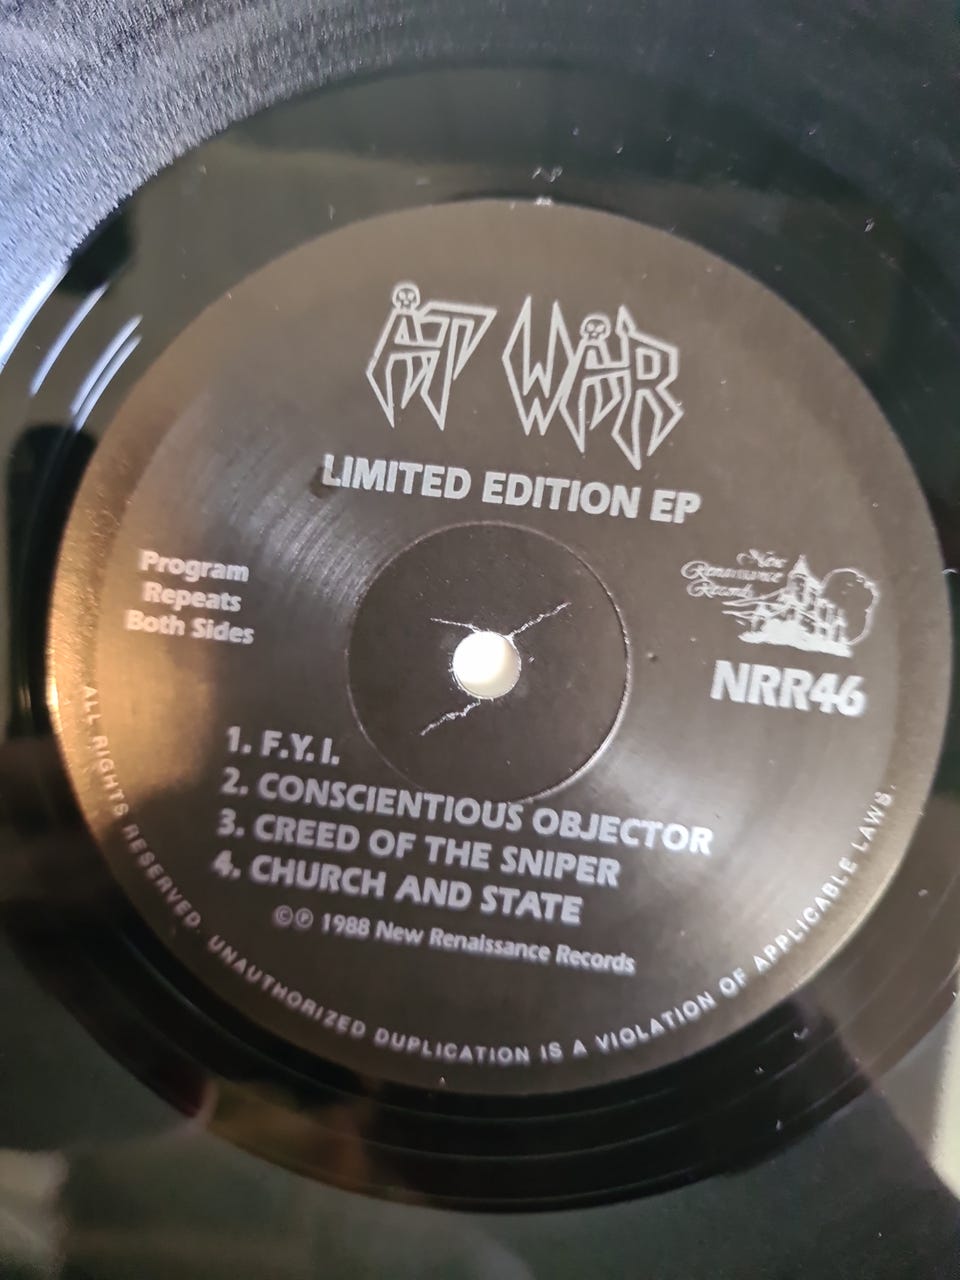 AT WAR
LIMITED EDITION EP
Program
Repeats
Both Sides
New
Renaissance
Records
NRR46
1. F.Y.I.
2. CONSCIENTIOUS OBJECTOR
3. CREED OF THE SNIPER
4. CHURCH AND STATE
©℗ 1988 New Renaissance Records
ALL RIGHTS RESERVED. UNAUTHORIZED DUPLICATION IS A VIOLATION OF APPLICABLE LAWS.